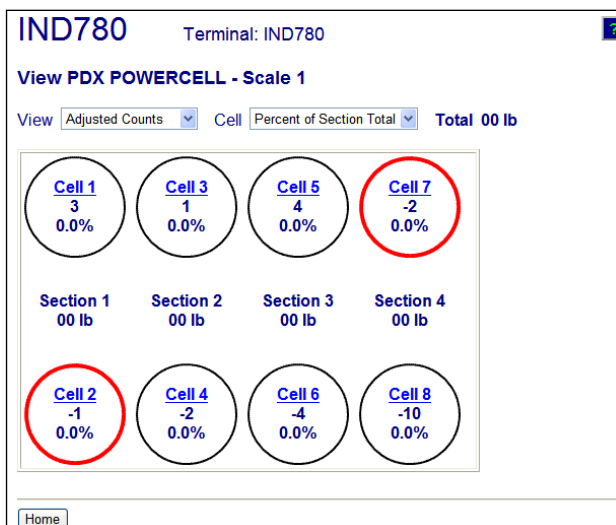 IND780 Terminal: IND780 ?
View PDX POWERCELL - Scale 1
View Adjusted Counts Cell Percent of Section Total Total 00 lb
Cell 1 Cell 3 Cell 5 Cell 7
3 1 4 -2
0.0% 0.0% 0.0% 0.0%
Section 1 Section 2 Section 3 Section 4
00 lb 00 lb 00 lb 00 lb
Cell 2 Cell 4 Cell 6 Cell 8
-1 -2 -4 -10
0.0% 0.0% 0.0% 0.0%
Home